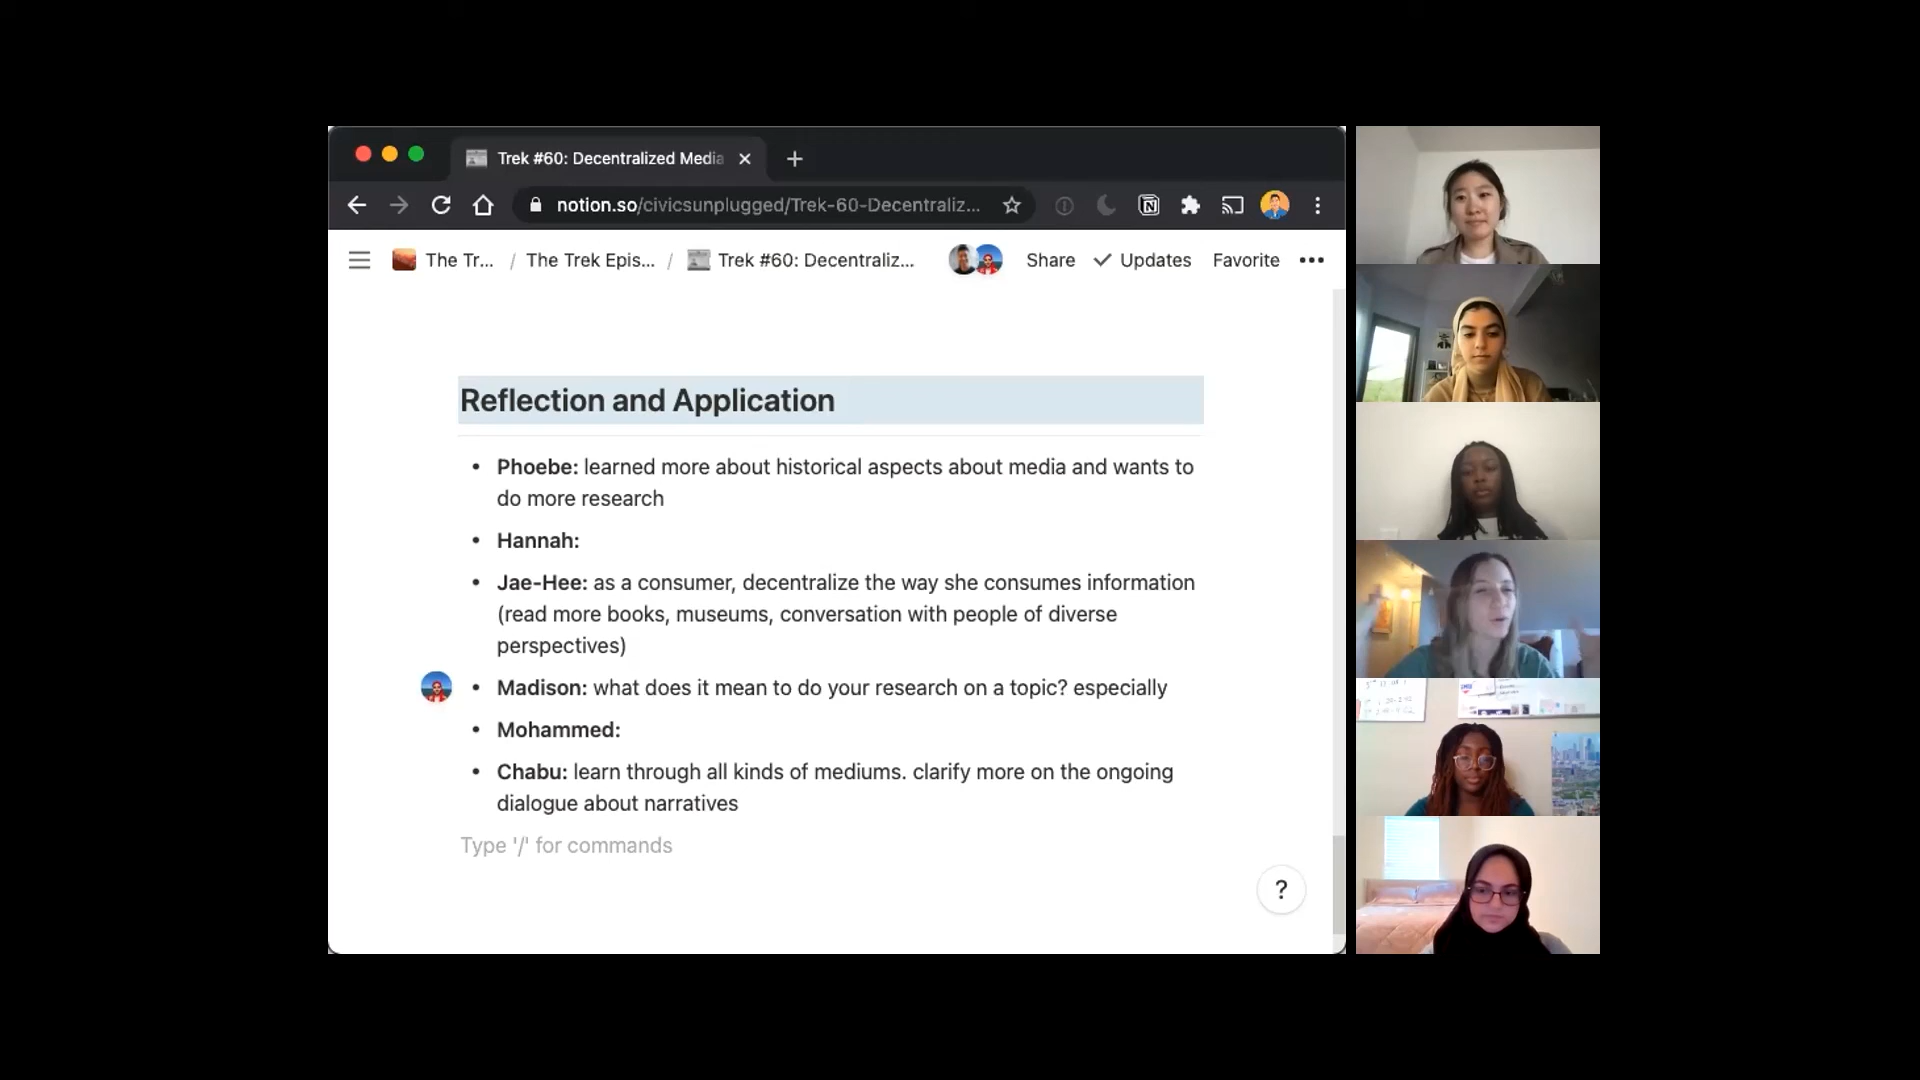 Trek #60: Decentralized Media
notion.so/civicsunplugged/Trek-60-Decentraliz...
The Tr... / The Trek Epis... / Trek #60: Decentraliz... Share Updates Favorite
Reflection and Application
• Phoebe: learned more about historical aspects about media and wants to
do more research
• Hannah:
• Jae-Hee: as a consumer, decentralize the way she consumes information
(read more books, museums, conversation with people of diverse
perspectives)
• Madison: what does it mean to do your research on a topic? especially
• Mohammed:
• Chabu: learn through all kinds of mediums. clarify more on the ongoing
dialogue about narratives
Type '/' for commands
?